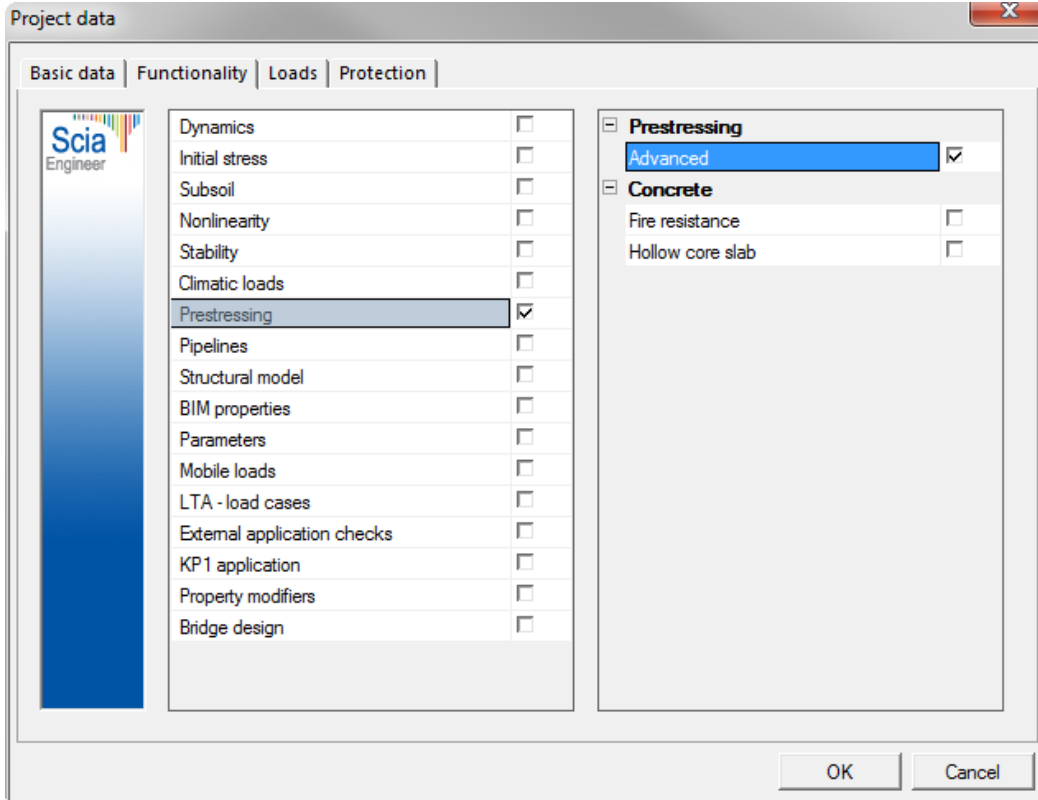 Project data
x
Basic data Functionality Loads Protection
Scia
Engineer
Dynamics
Initial stress
Subsoil
Nonlinearity
Stability
Climatic loads
Prestressing
Pipelines
Structural model
BIM properties
Parameters
Mobile loads
LTA - load cases
External application checks
KP1 application
Property modifiers
Bridge design
Prestressing
Advanced
Concrete
Fire resistance
Hollow core slab
OK Cancel